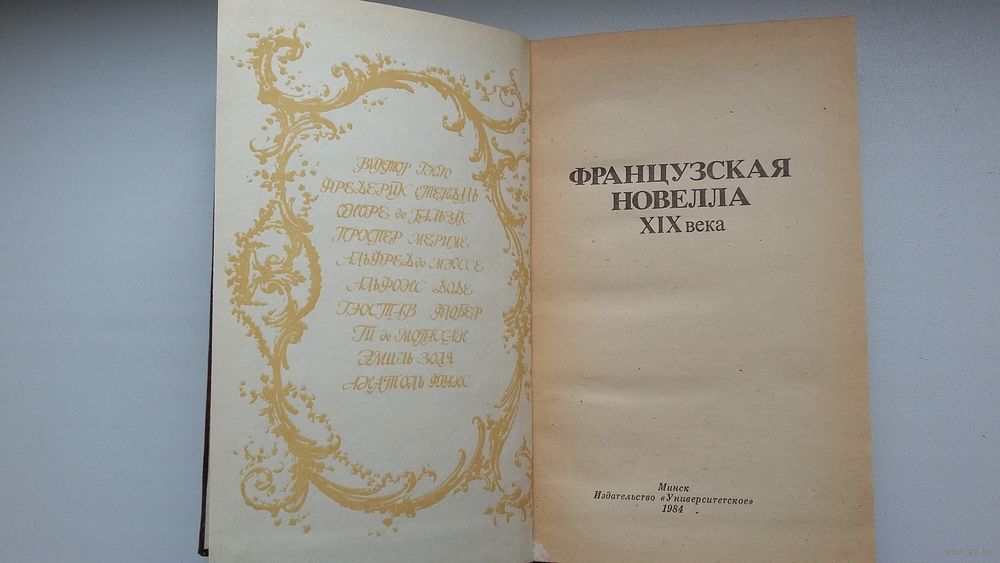 ВИКТОР ГЮГО
ФРЕДЕРИК СТЕНДАЛЬ
ОНОРЕ де БАЛЬЗАК
ПРОСПЕР МЕРИМЕ
АЛЬФРЕД де МЮССЕ
АЛЬФОНС ДОДЕ
ГЮСТАВ ФЛОБЕР
ГИ де МОПАССАН
ЭМИЛЬ ЗОЛЯ
АНАТОЛЬ ФРАНС
ФРАНЦУЗСКАЯ
НОВЕЛЛА
XIX века
Минск
Издательство «Университетское»
1984